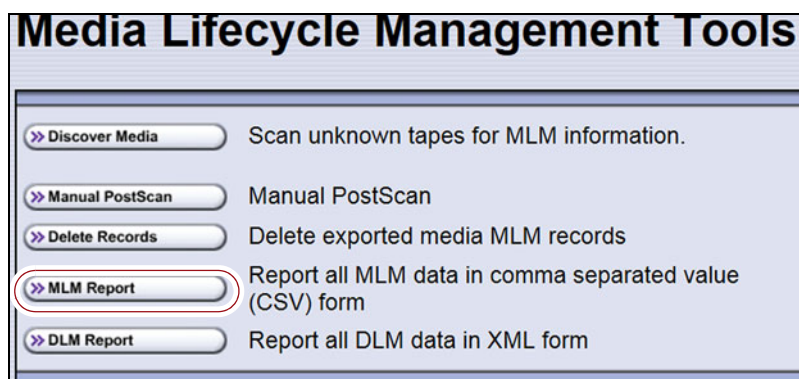 Media Lifecycle Management Tools
Discover Media Scan unknown tapes for MLM information.
Manual PostScan Manual PostScan
Delete Records Delete exported media MLM records
MLM Report Report all MLM data in comma separated value
(CSV) form
DLM Report Report all DLM data in XML form